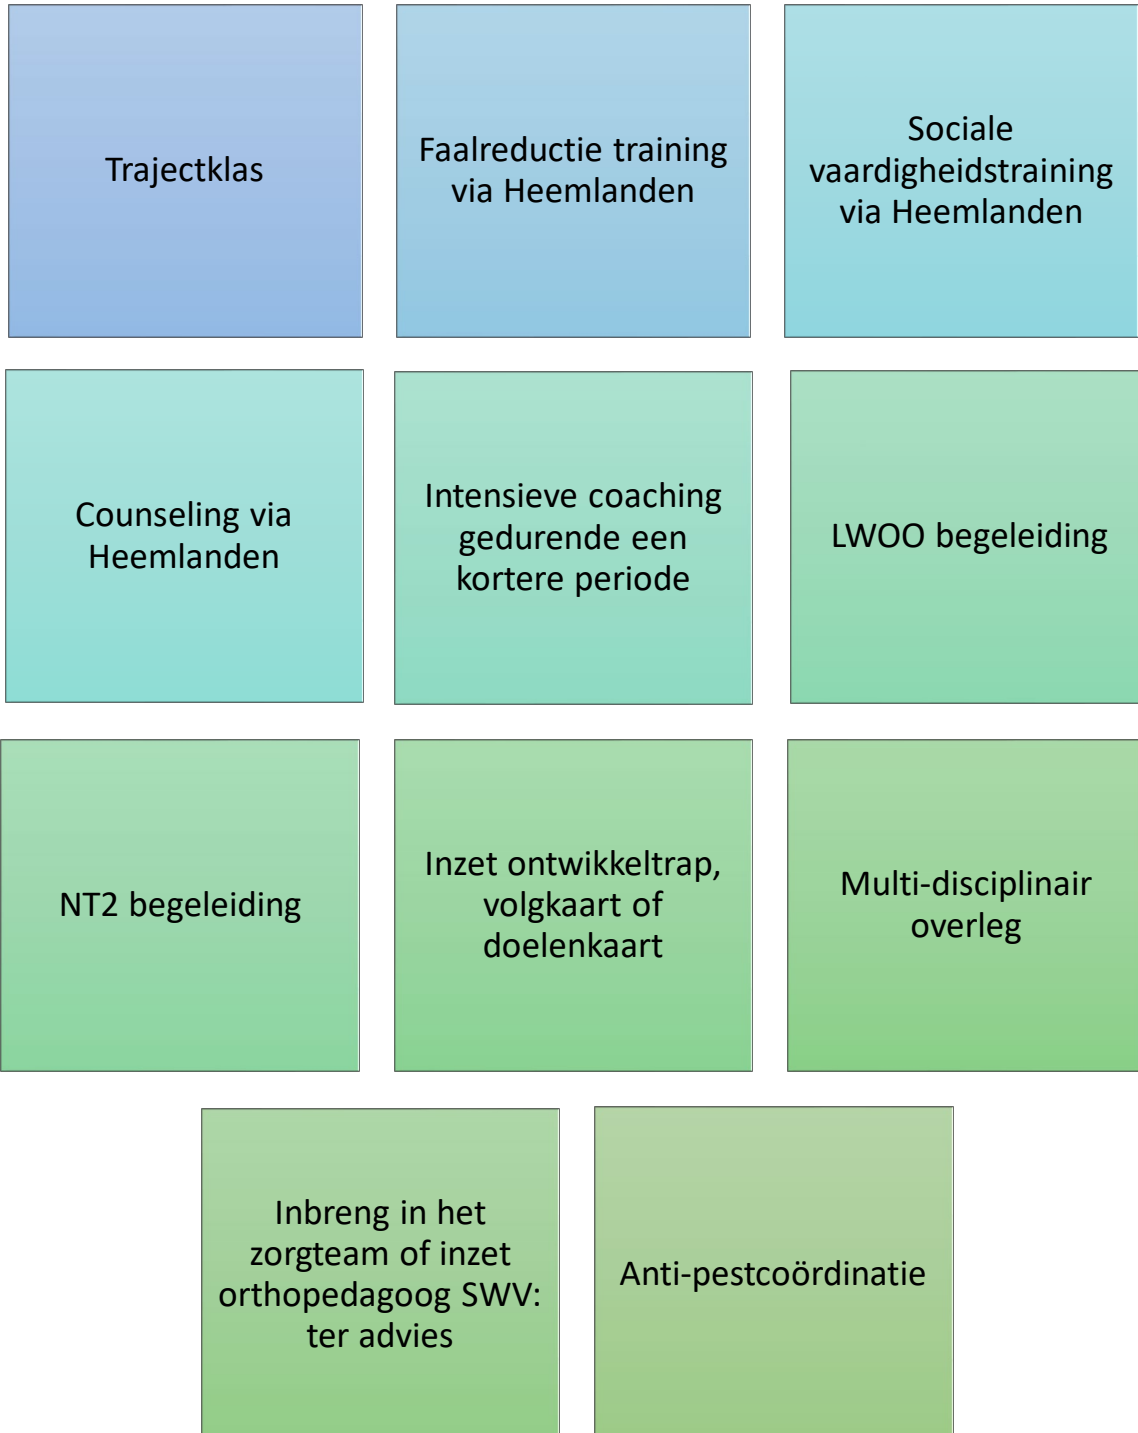 Trajectklas
Faalreductie training
via Heemlanden
Sociale
vaardigheidstraining
via Heemlanden
Counseling via
Heemlanden
Intensieve coaching
gedurende een
kortere periode
LWOO begeleiding
NT2 begeleiding
Inzet ontwikkeltrap,
volgkaart of
doelenkaart
Multi-disciplinair
overleg
Inbreng in het
zorgteam of inzet
orthopedagoog SWV:
ter advies
Anti-pestcoördinatie